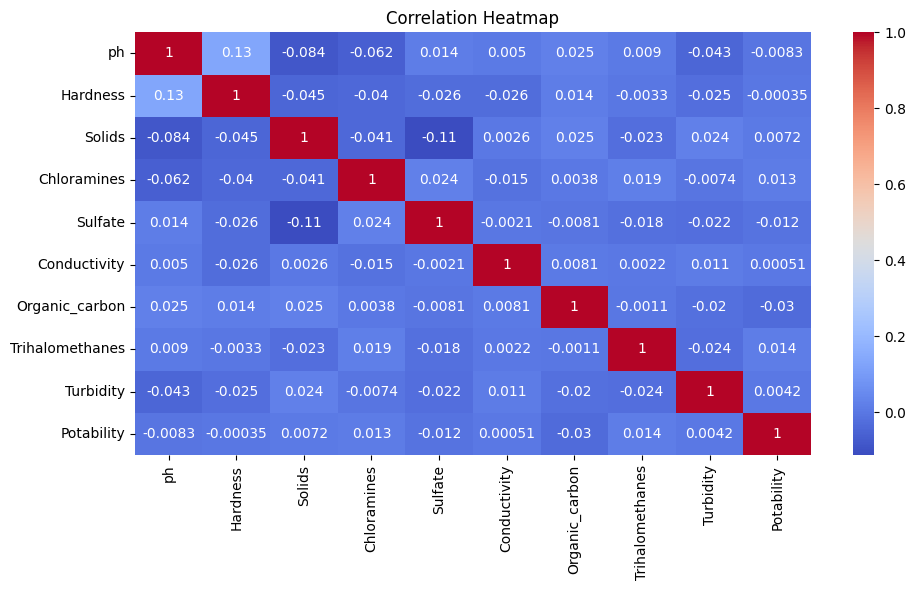 Correlation Heatmap
ph 1 0.13 -0.084 -0.062 0.014 0.005 0.025 0.009 -0.043 -0.0083
Hardness 0.13 1 -0.045 -0.04 -0.026 -0.026 0.014 -0.0033 -0.025 -0.00035
Solids -0.084 -0.045 1 -0.041 -0.11 0.0026 0.025 -0.023 0.024 0.0072
Chloramines -0.062 -0.04 -0.041 1 0.024 -0.015 0.0038 0.019 -0.0074 0.013
Sulfate 0.014 -0.026 -0.11 0.024 1 -0.0021 -0.0081 -0.018 -0.022 -0.012
Conductivity 0.005 -0.026 0.0026 -0.015 -0.0021 1 0.0081 0.0022 0.011 0.00051
Organic_carbon 0.025 0.014 0.025 0.0038 -0.0081 0.0081 1 -0.0011 -0.02 -0.03
Trihalomethanes 0.009 -0.0033 -0.023 0.019 -0.018 0.0022 -0.0011 1 -0.024 0.014
Turbidity -0.043 -0.025 0.024 -0.0074 -0.022 0.011 -0.02 -0.024 1 0.0042
Potability -0.0083 -0.00035 0.0072 0.013 -0.012 0.00051 -0.03 0.014 0.0042 1
ph Hardness Solids Chloramines Sulfate Conductivity Organic_carbon Trihalomethanes Turbidity Potability
1.0
0.8
0.6
0.4
0.2
0.0